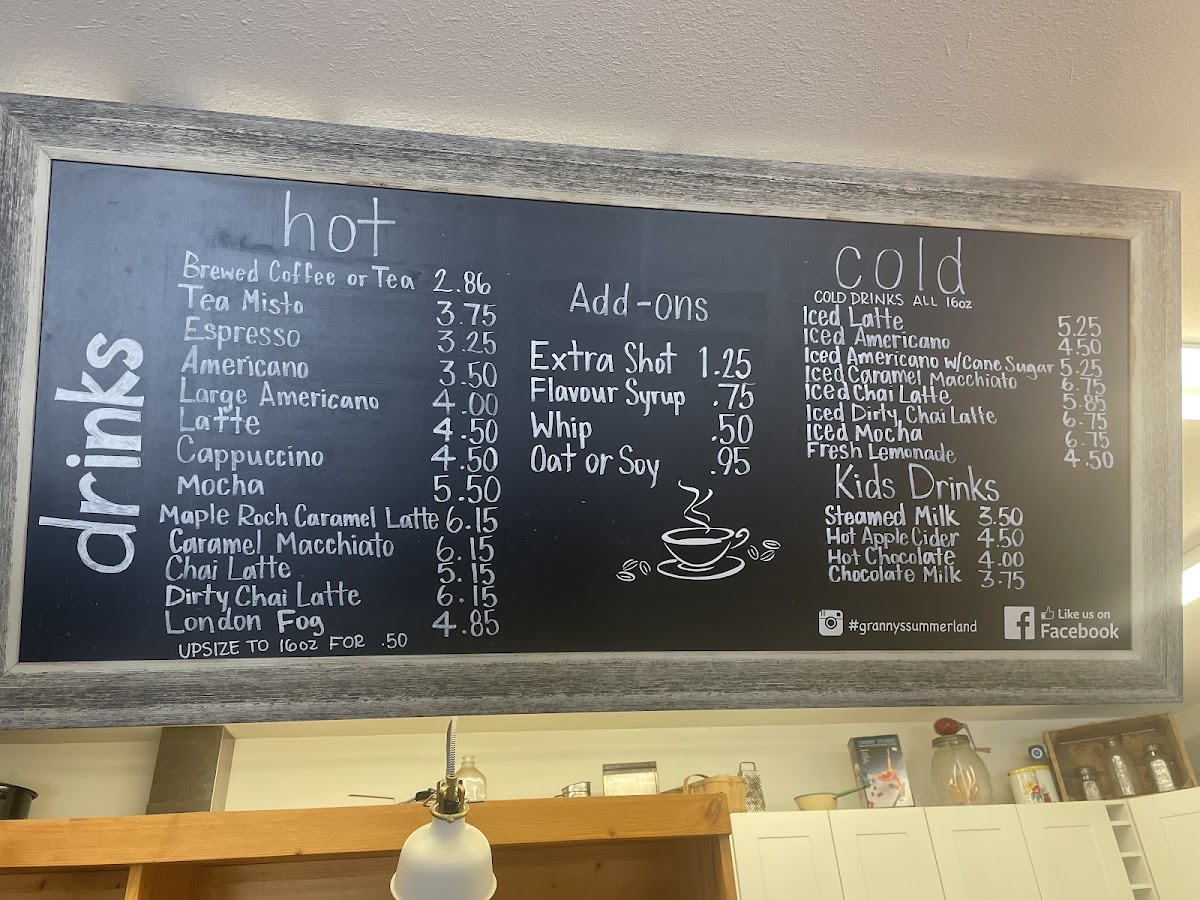 drinks
hot
Brewed Coffee or Tea 2.86
Tea Misto 3.75
Espresso 3.25
Americano 3.50
Large Americano 4.00
Latte 4.50
Cappuccino 4.50
Mocha 5.50
Maple Roch Caramel Latte 6.15
Caramel Macchiato 6.15
Chai Latte 5.15
Dirty Chai Latte 6.15
London Fog 4.85
UPSIZE TO 16OZ FOR .50
Add-ons
Extra Shot 1.25
Flavour Syrup .75
Whip .50
Oat or Soy .95
cold
COLD DRINKS ALL 16oz
Iced Latte 5.25
Iced Americano 4.50
Iced Americano w/Cane Sugar 5.25
Iced Caramel Macchiato 6.75
Iced Chai Latte 5.85
Iced Dirty Chai Latte 6.75
Iced Mocha 6.75
Fresh Lemonade 4.50
Kids Drinks
Steamed Milk 3.50
Hot Apple Cider 4.50
Hot Chocolate 4.00
Chocolate Milk 3.75
#grannyssummerland
Like us on
Facebook